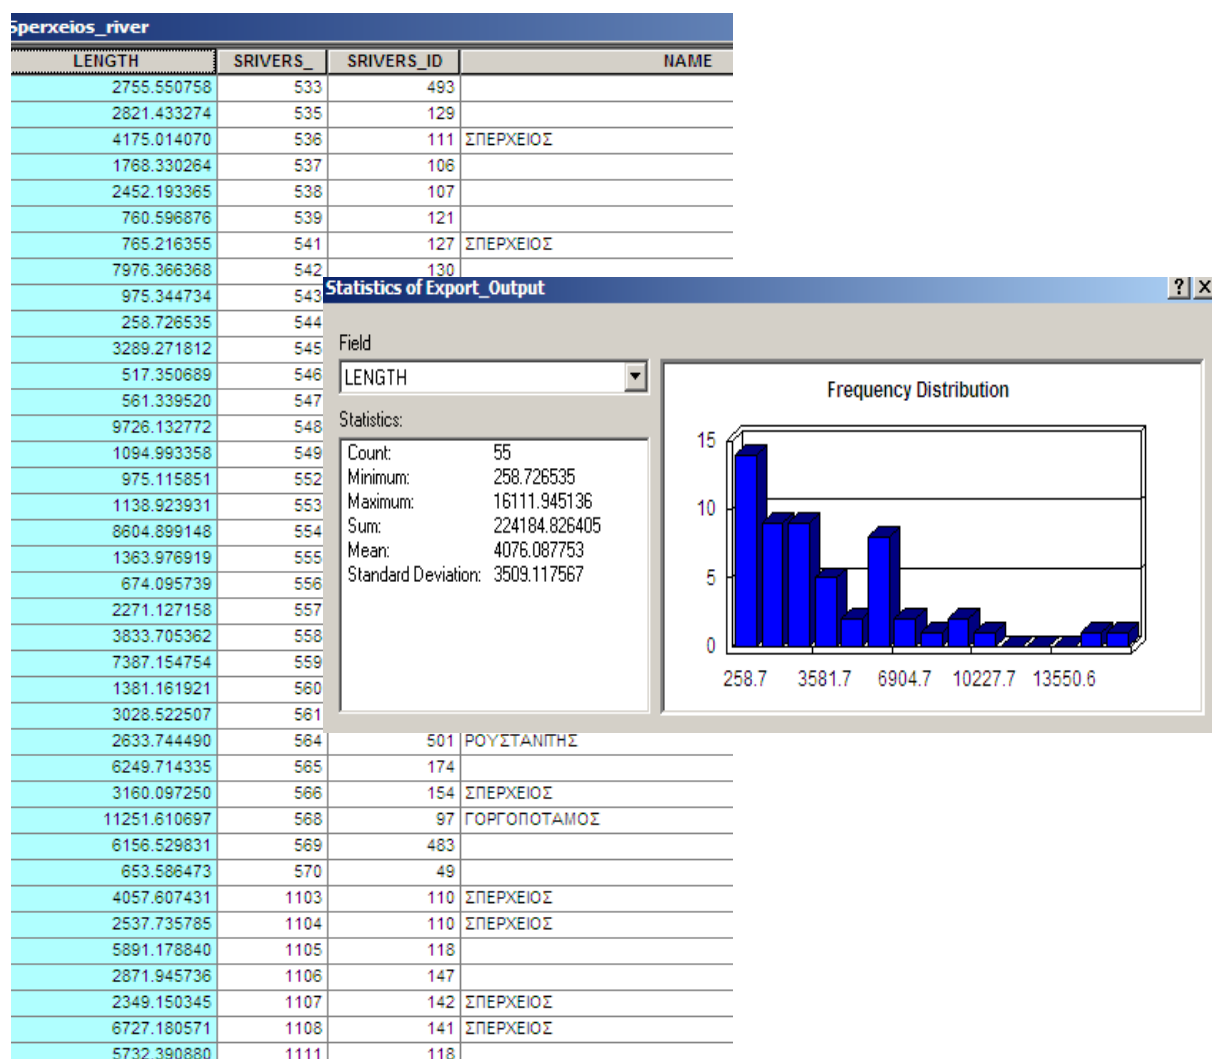 Sperxeios_river
LENGTH SRIVERS_ SRIVERS_ID NAME
2755.550758 533 493
2821.433274 535 129
4175.014070 536 111 ΣΠΕΡΧΕΙΟΣ
1768.330264 537 106
2452.193365 538 107
760.596876 539 121
765.216355 541 127 ΣΠΕΡΧΕΙΟΣ
7976.366368 542 130
975.344734 543
258.726535 544
3289.271812 545
517.350689 546
561.339520 547
9726.132772 548
1094.993358 549
975.115851 552
1138.923931 553
8604.899148 554
1363.976919 555
674.095739 556
2271.127158 557
3833.705362 558
7387.154754 559
1381.161921 560
3028.522507 561
2633.744490 564 501 ΡΟΥΣΤΑΝΙΤΗΣ
6249.714335 565 174
3160.097250 566 154 ΣΠΕΡΧΕΙΟΣ
11251.610697 568 97 ΓΟΡΓΟΠΟΤΑΜΟΣ
6156.529831 569 483
653.586473 570 49
4057.607431 1103 110 ΣΠΕΡΧΕΙΟΣ
2537.735785 1104 110 ΣΠΕΡΧΕΙΟΣ
5891.178840 1105 118
2871.945736 1106 147
2349.150345 1107 142 ΣΠΕΡΧΕΙΟΣ
6727.180571 1108 141 ΣΠΕΡΧΕΙΟΣ
5732.390880 1111 118
Statistics of Export_Output
? X
Field
LENGTH
Statistics:
Count: 55
Minimum: 258.726535
Maximum: 16111.945136
Sum: 224184.826405
Mean: 4076.087753
Standard Deviation: 3509.117567
Frequency Distribution
15
10
5
0
258.7 3581.7 6904.7 10227.7 13550.6